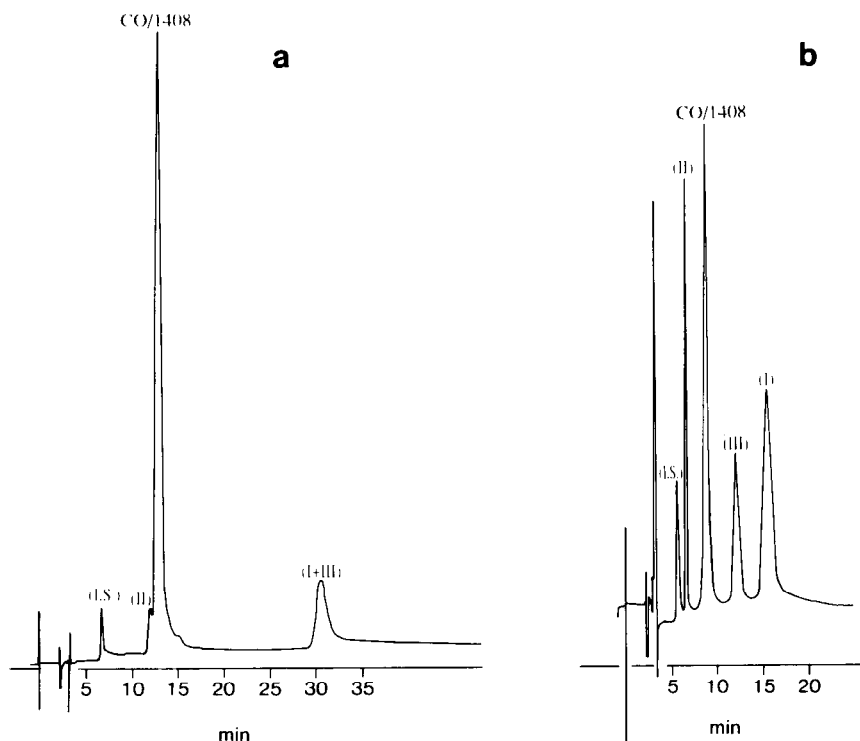 CO/1408
a
(I.S.)
(II)
(I+III)
5 10 15 20 25 30 35
min
b
CO/1408
(II)
(I.S.)
(III)
(I)
5 10 15 20
min